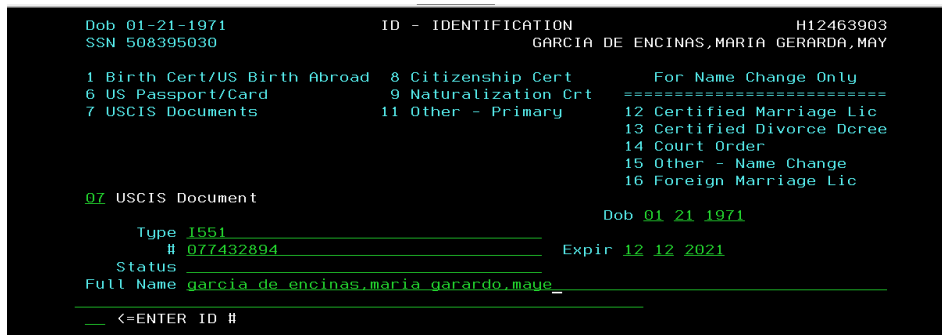 Dob 01-21-1971 ID - IDENTIFICATION H12463903
SSN 508395030 GARCIA DE ENCINAS,MARIA GERARDA,MAY
1 Birth Cert/US Birth Abroad 8 Citizenship Cert For Name Change Only
6 US Passport/Card 9 Naturalization Crt ==========================
7 USCIS Documents 11 Other - Primary 12 Certified Marriage Lic
13 Certified Divorce Dcree
14 Court Order
15 Other - Name Change
16 Foreign Marriage Lic
07 USCIS Document
Dob 01 21 1971
Type I551
# 077432894 Expir 12 12 2021
Status
Full Name garcia de encinas,maria garardo,maye
<=ENTER ID #